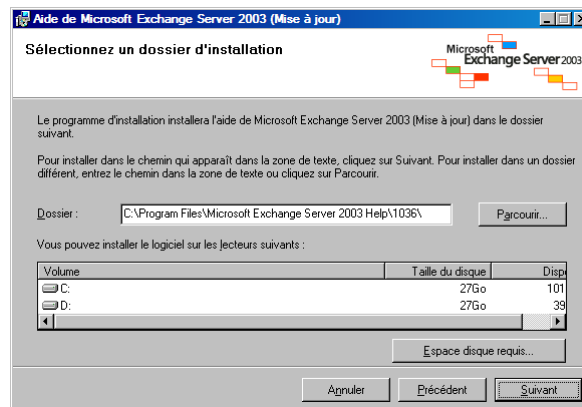 Aide de Microsoft Exchange Server 2003 (Mise à jour)
Sélectionnez un dossier d'installation
Microsoft
Exchange Server 2003
Le programme d'installation installera l'aide de Microsoft Exchange Server 2003 (Mise à jour) dans le dossier
suivant.
Pour installer dans le chemin qui apparaît dans la zone de texte, cliquez sur Suivant. Pour installer dans un dossier
différent, entrez le chemin dans la zone de texte ou cliquez sur Parcourir.
Dossier :
C:\Program Files\Microsoft Exchange Server 2003 Help\1036\
Parcourir...
Vous pouvez installer le logiciel sur les lecteurs suivants :
Volume Taille du disque Disp
C: 27Go 101
D: 27Go 39
Espace disque requis...
Annuler Précédent Suivant